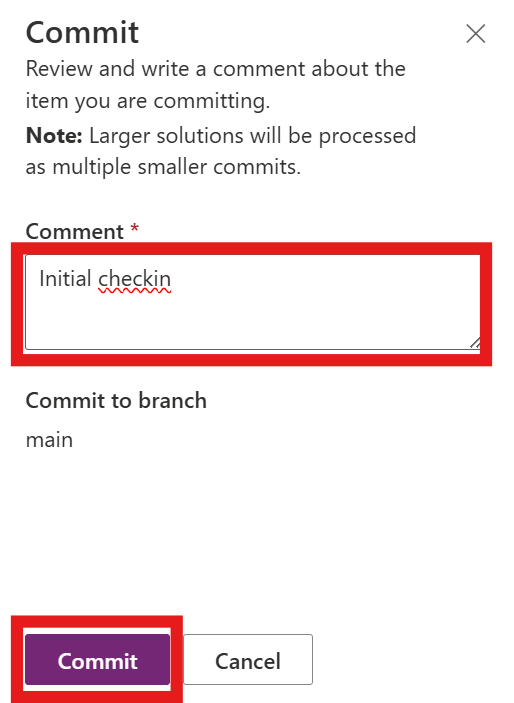 Commit
Review and write a comment about the
item you are committing.
Note: Larger solutions will be processed
as multiple smaller commits.
Comment *
Initial checkin
Commit to branch
main
Commit
Cancel